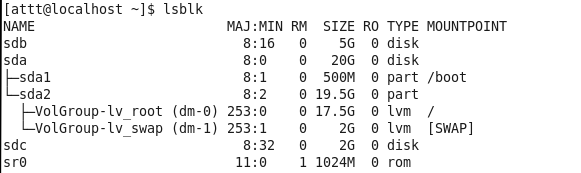 [attt@localhost ~]$ lsblk
NAME                        MAJ:MIN RM  SIZE RO TYPE MOUNTPOINT
sdb                           8:16   0    5G  0 disk
sda                           8:0    0   20G  0 disk
├─sda1                        8:1    0  500M  0 part /boot
└─sda2                        8:2    0 19.5G  0 part
  ├─VolGroup-lv_root (dm-0) 253:0    0 17.5G  0 lvm  /
  └─VolGroup-lv_swap (dm-1) 253:1    0    2G  0 lvm  [SWAP]
sdc                           8:32   0    2G  0 disk
sr0                          11:0    1 1024M  0 rom